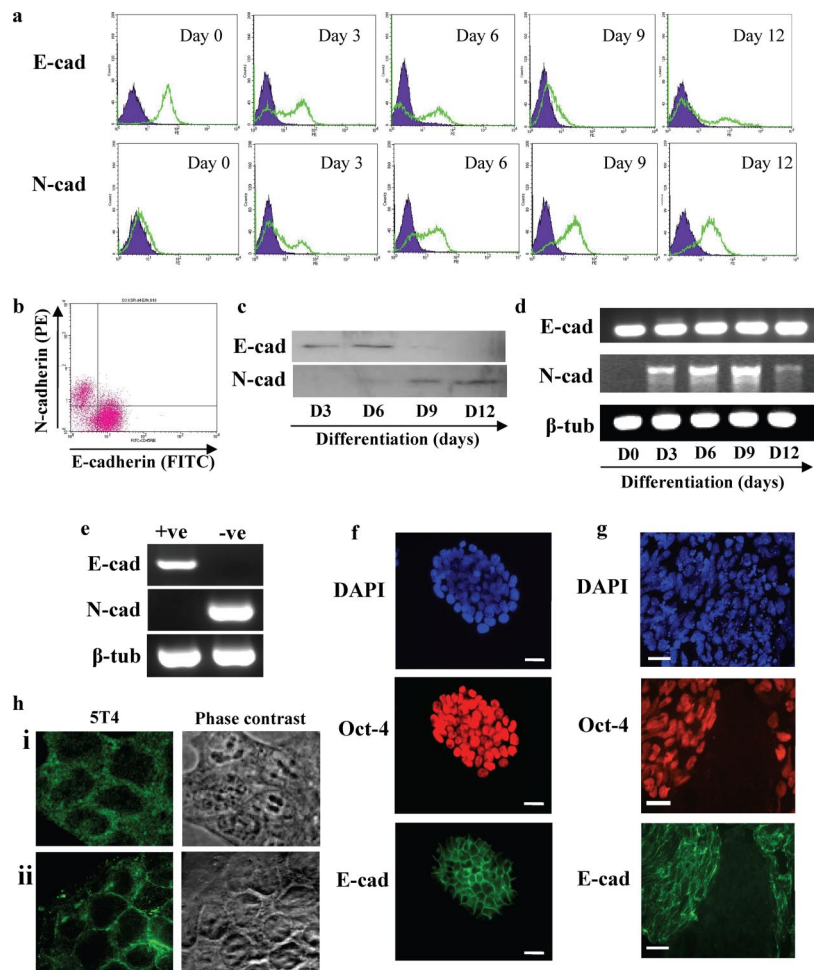 a
E-cad
Day 0
Day 3
Day 6
Day 9
Day 12
N-cad
Day 0
Day 3
Day 6
Day 9
Day 12
b
N-cadherin (PE)
E-cadherin (FITC)
c
E-cad
N-cad
D3 D6 D9 D12
Differentiation (days)
d
E-cad
N-cad
β-tub
D0 D3 D6 D9 D12
Differentiation (days)
e
+ve -ve
E-cad
N-cad
β-tub
f
DAPI
Oct-4
E-cad
g
DAPI
Oct-4
E-cad
h
5T4 Phase contrast
i
ii